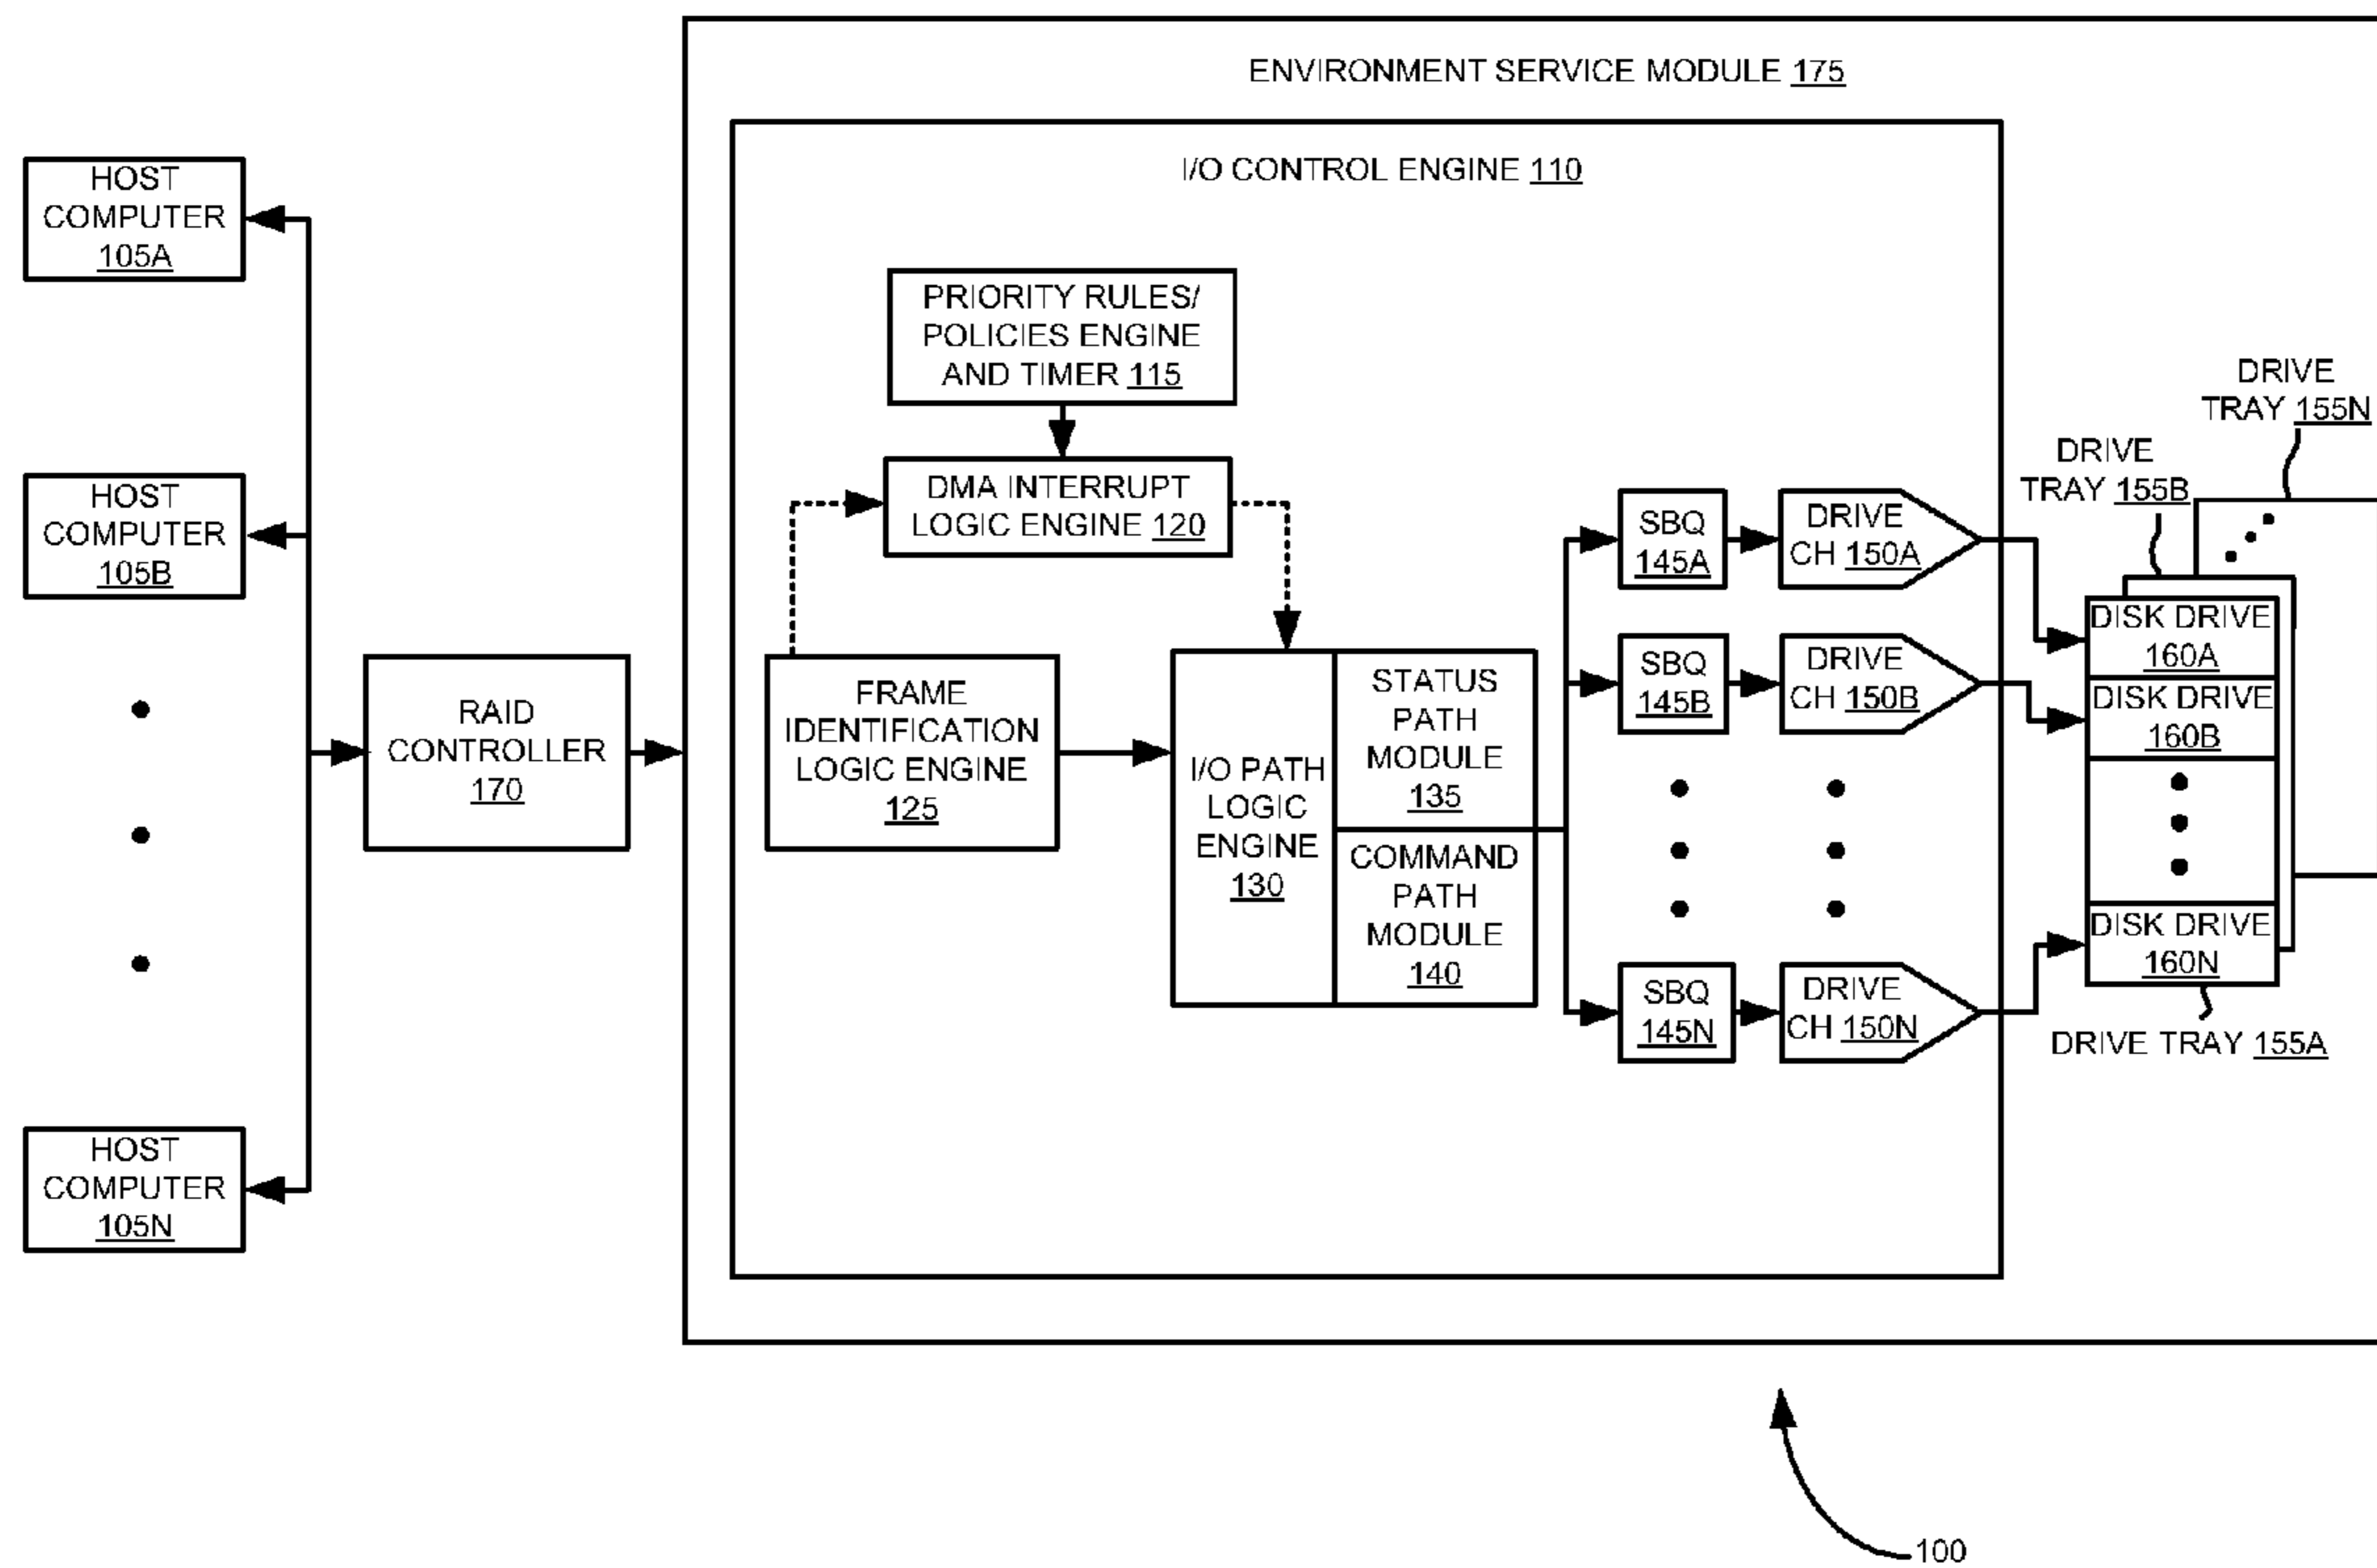 ENVIRONMENT SERVICE MODULE 175
I/O CONTROL ENGINE 110
HOST
COMPUTER
105A
HOST
COMPUTER
105B
HOST
COMPUTER
105N
RAID
CONTROLLER
170
PRIORITY RULES/
POLICIES ENGINE
AND TIMER 115
DMA INTERRUPT
LOGIC ENGINE 120
FRAME
IDENTIFICATION
LOGIC ENGINE
125
I/O PATH
LOGIC
ENGINE
130
STATUS
PATH
MODULE
135
COMMAND
PATH
MODULE
140
SBQ
145A
DRIVE
CH 150A
SBQ
145B
DRIVE
CH 150B
SBQ
145N
DRIVE
CH 150N
DRIVE
TRAY 155N
DRIVE
TRAY 155B
DISK DRIVE
160A
DISK DRIVE
160B
DISK DRIVE
160N
DRIVE TRAY 155A
100